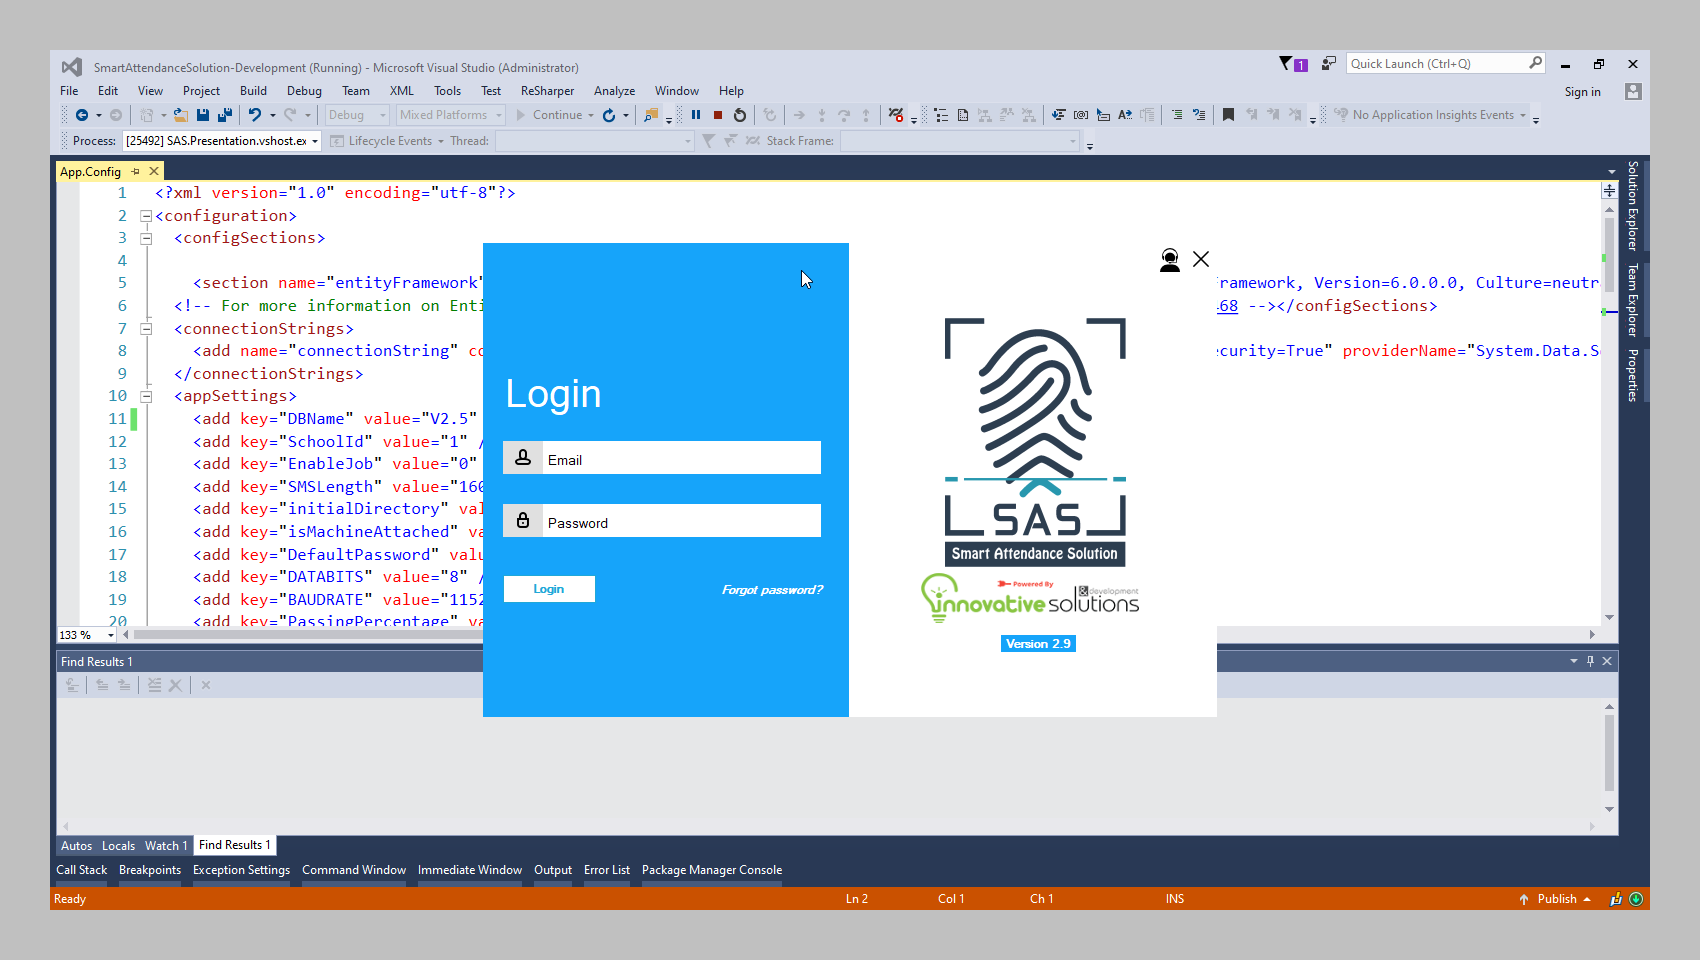 SmartAttendanceSolution-Development (Running) - Microsoft Visual Studio (Administrator)
1
Quick Launch (Ctrl+Q)
File Edit View Project Build Debug Team XML Tools Test ReSharper Analyze Window Help
Sign in
Debug Mixed Platforms Continue No Application Insights Events
Process: [25492] SAS.Presentation.vshost.ex Lifecycle Events Thread: Stack Frame:
App.Config
1 <?xml version="1.0" encoding="utf-8"?>
2 <configuration>
3 <configSections>
4
5 <section name="entityFramework" ramework, Version=6.0.0.0, Culture=neutr
6 <!-- For more information on Enti 68 --></configSections>
7 <connectionStrings>
8 <add name="connectionString" co curity=True" providerName="System.Data.S
9 </connectionStrings>
10 <appSettings>
11 <add key="DBName" value="V2.5"
12 <add key="SchoolId" value="1" /
13 <add key="EnableJob" value="0"
14 <add key="SMSLength" value="160
15 <add key="initialDirectory" val
16 <add key="isMachineAttached" va
17 <add key="DefaultPassword" valu
18 <add key="DATABITS" value="8" /
19 <add key="BAUDRATE" value="1152
20 <add key="PassingPercentage" va
Solution Explorer
Team Explorer
Properties
Login
Email
Password
Login
Forgot password?
SAS
Smart Attendance Solution
Powered By
development
innovative solutions
Version 2.9
133 %
Find Results 1
Autos Locals Watch 1 Find Results 1
Call Stack Breakpoints Exception Settings Command Window Immediate Window Output Error List Package Manager Console
Ready Ln 2 Col 1 Ch 1 INS Publish